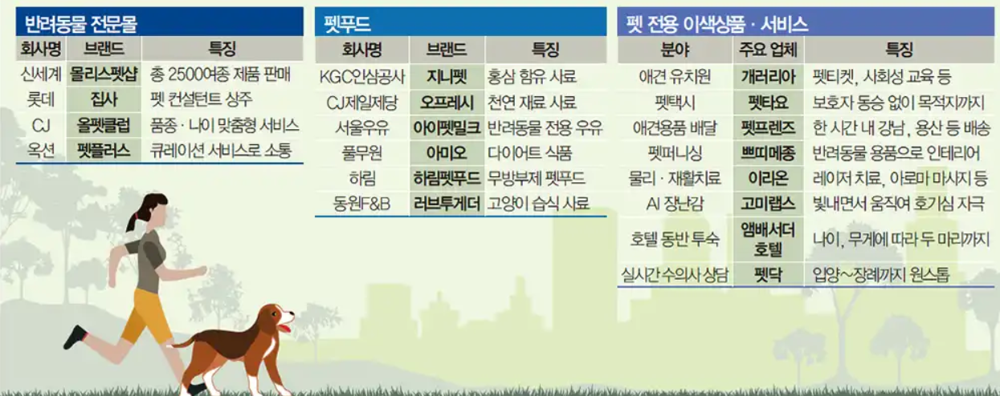 반려동물 전문몰
회사명 브랜드 특징
신세계 몰리스펫샵 총 2500여종 제품 판매
롯데 집사 펫 컨설턴트 상주
CJ 올펫클럽 품종·나이 맞춤형 서비스
옥션 펫플러스 큐레이션 서비스로 소통
펫푸드
회사명 브랜드 특징
KGC인삼공사 지니펫 홍삼 함유 사료
CJ제일제당 오프레시 천연 재료 사료
서울우유 아이펫밀크 반려동물 전용 우유
풀무원 아미오 다이어트 식품
하림 하림펫푸드 무방부제 펫푸드
동원F&B 러브투게더 고양이 습식 사료
펫 전용 이색상품·서비스
분야 주요 업체 특징
애견 유치원 개러리아 펫티켓, 사회성 교육 등
펫택시 펫타요 보호자 동승 없이 목적지까지
애견용품 배달 펫프렌즈 한 시간 내 강남, 용산 등 배송
펫퍼니싱 쁘띠메종 반려동물 용품으로 인테리어
물리·재활치료 이리온 레이저 치료, 아로마 마사지 등
AI 장난감 고미랩스 빛내면서 움직여 호기심 자극
호텔 동반 투숙 앰배서더 호텔 나이, 무게에 따라 두 마리까지
실시간 수의사 상담 펫닥 입양~장례까지 원스톱